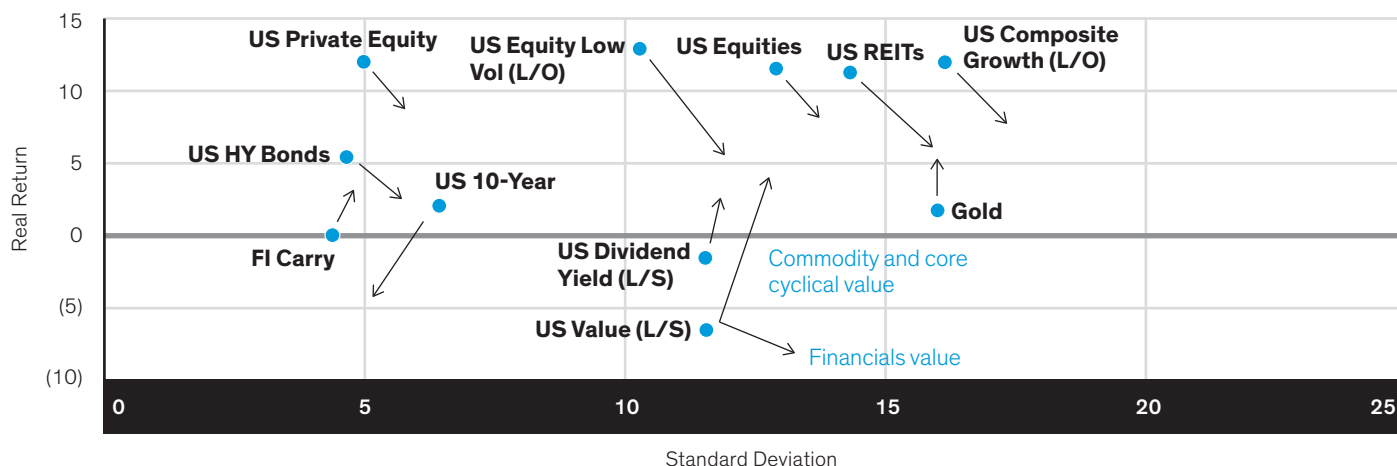 15
US Private Equity
US Equity Low
Vol (L/O)
US Equities
US REITs
US Composite
Growth (L/O)
10
US HY Bonds
5
US 10-Year
Gold
Real Return
0
FI Carry
US Dividend
Yield (L/S)
Commodity and core
cyclical value
(5)
US Value (L/S)
Financials value
(10)
0 5 10 15 20 25
Standard Deviation